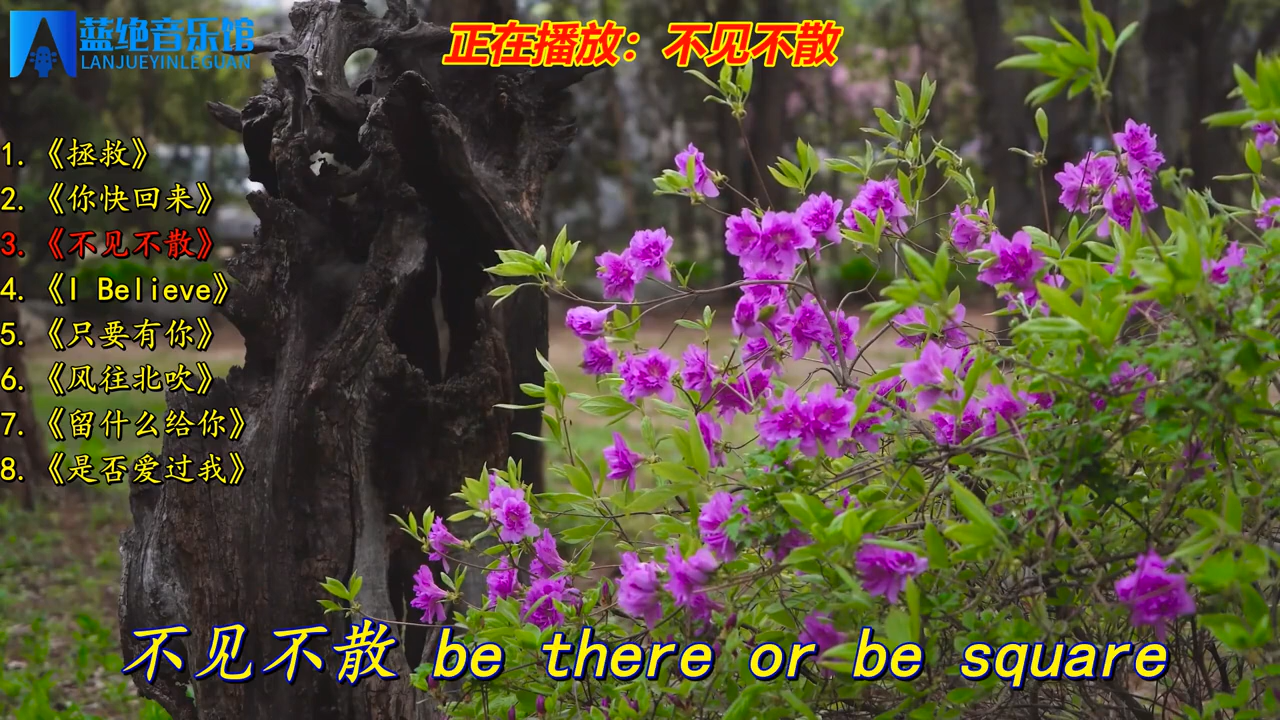 蓝绝音乐馆
LANJUEYINLEGUAN
正在播放：不见不散
1.《拯救》
2.《你快回来》
3.《不见不散》
4.《I Believe》
5.《只要有你》
6.《风往北吹》
7.《留什么给你》
8.《是否爱过我》
不见不散 be there or be square